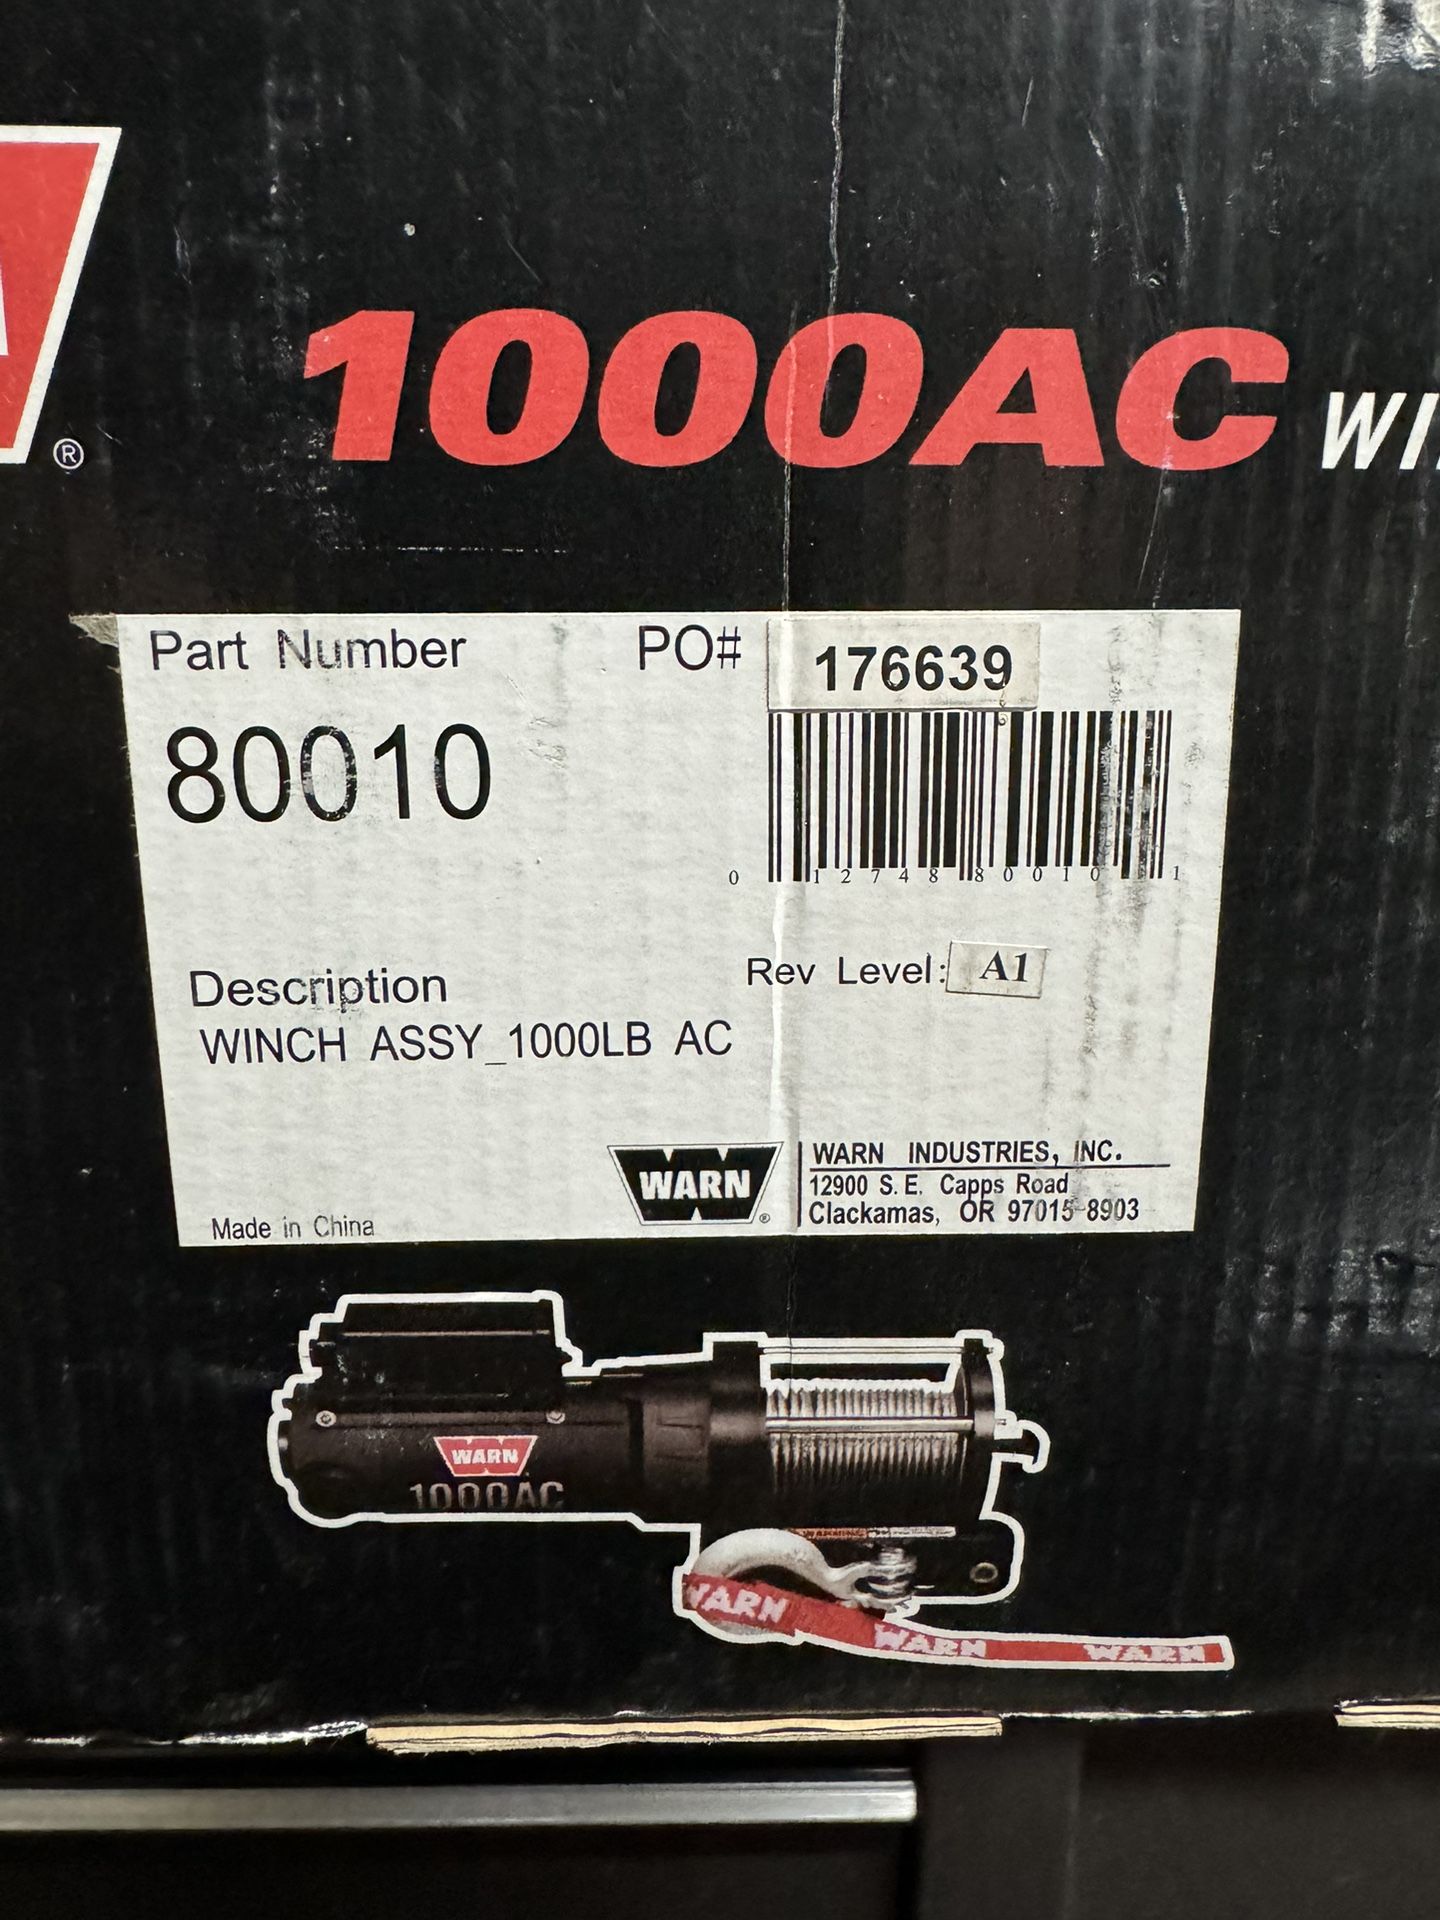 ®
1000AC
Part Number PO# 176639
80010
0 12748 80010 1
Description Rev Level: A1
WINCH ASSY_1000LB AC
WARN ® WARN INDUSTRIES, INC.
12900 S.E. Capps Road
Clackamas, OR 97015-8903
Made in China
WARN
1000AC
WARN WARN WARN